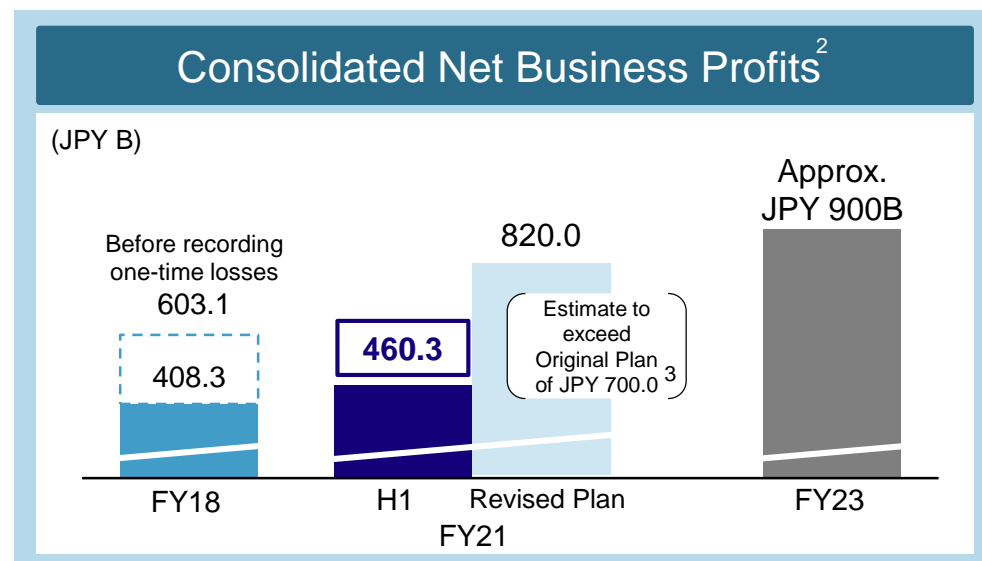 Consolidated Net Business Profits2
(JPY B)
Before recording
one-time losses
603.1
408.3
460.3
820.0
Estimate to
exceed
Original Plan
of JPY 700.0 3
Approx.
JPY 900B
FY18
H1
Revised Plan
FY21
FY23